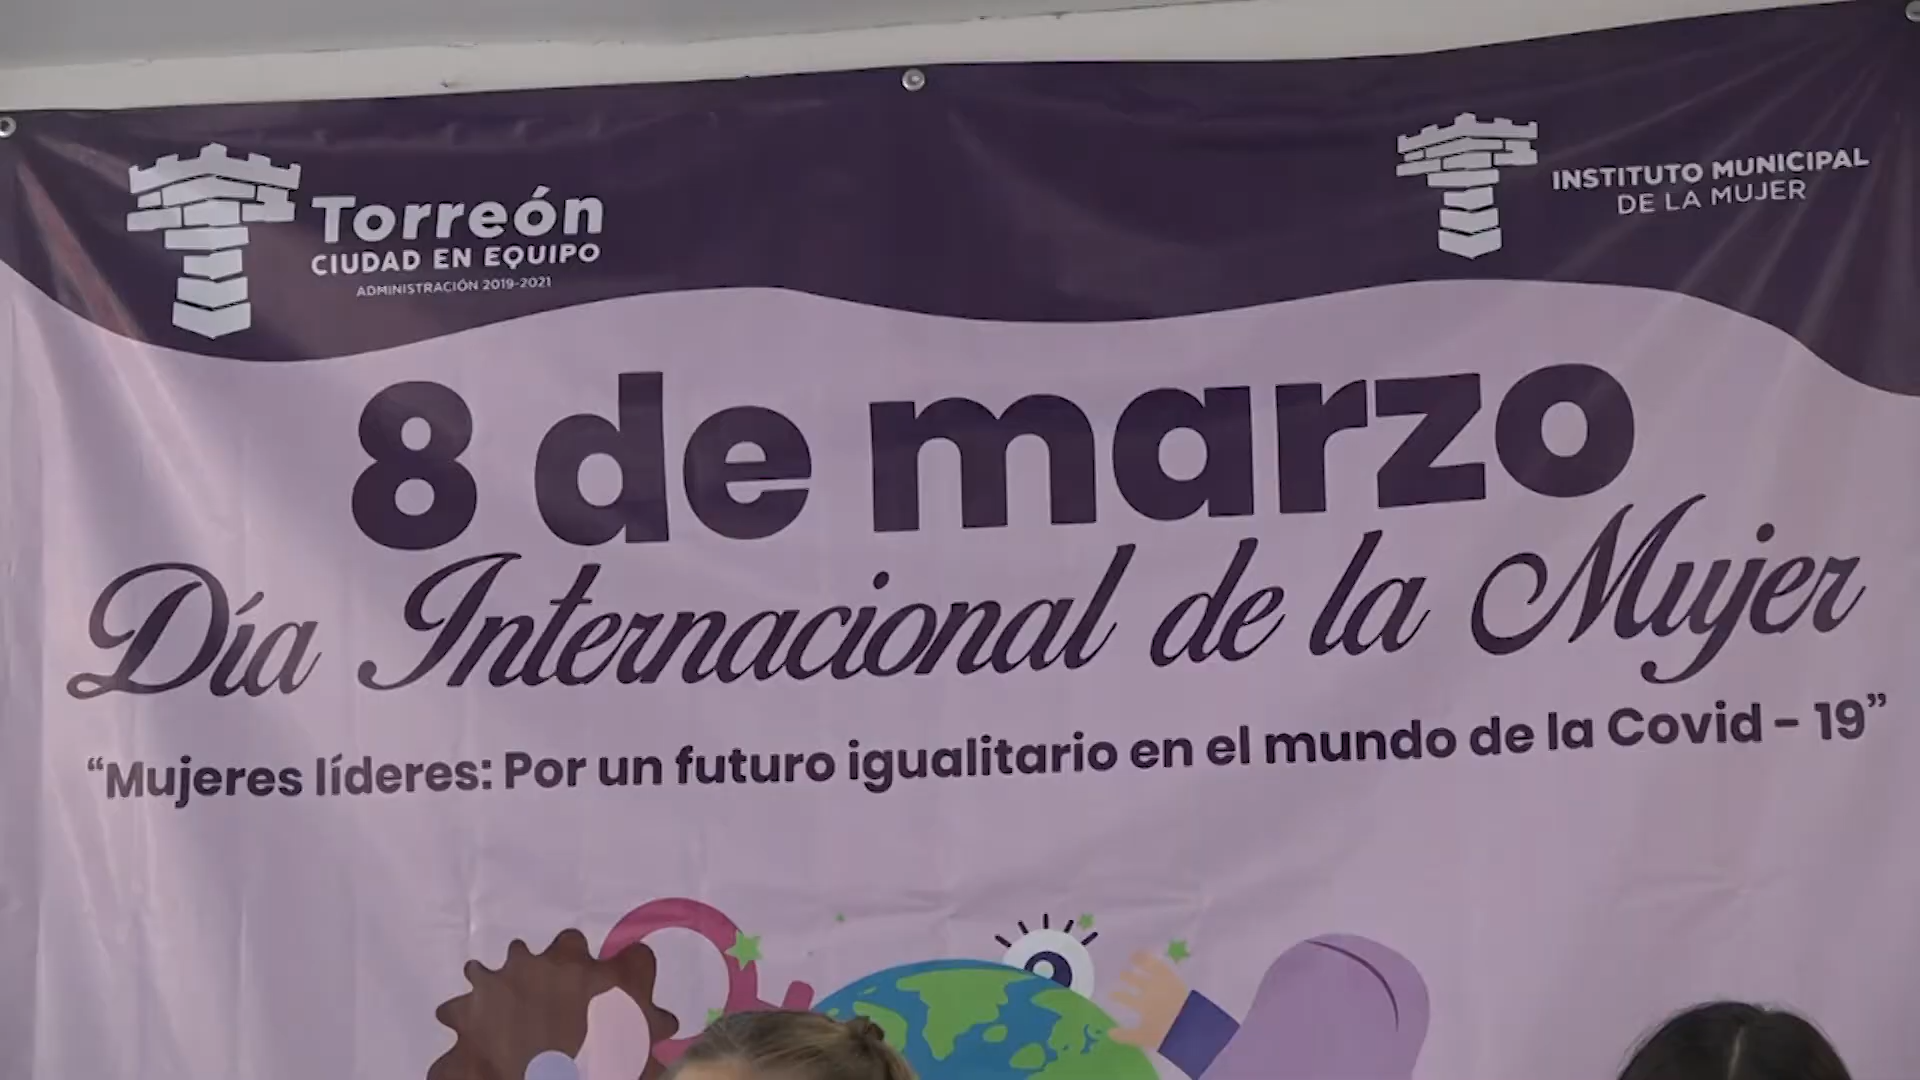 Torreón
CIUDAD EN EQUIPO
ADMINISTRACIÓN 2019-2021
INSTITUTO MUNICIPAL
DE LA MUJER
8 de marzo
Día Internacional de la Mujer
“Mujeres líderes: Por un futuro igualitario en el mundo de la Covid - 19”